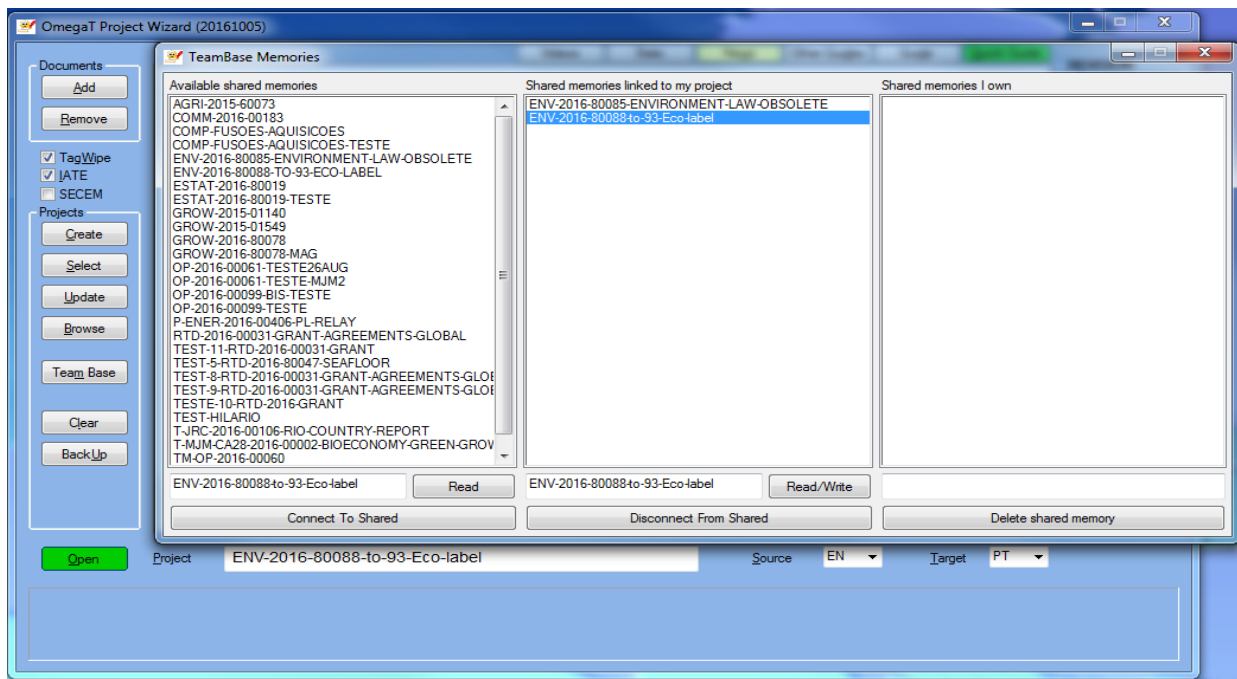 OmegaT Project Wizard (20161005)
Documents
Add
Remove
TagWipe
IATE
SECEM
Projects
Create
Select
Update
Browse
Team Base
Clear
BackUp
TeamBase Memories
Available shared memories
AGRI-2015-60073
COMM-2016-00183
COMP-FUSOES-AQUISICOES
COMP-FUSOES-AQUISICOES-TESTE
ENV-2016-80085-ENVIRONMENT-LAW-OBSOLETE
ENV-2016-80088-TO-93-ECO-LABEL
ESTAT-2016-80019
ESTAT-2016-80019-TESTE
GROW-2015-01140
GROW-2015-01549
GROW-2016-80078
GROW-2016-80078-MAG
OP-2016-00061-TESTE26AUG
OP-2016-00061-TESTE-MJM2
OP-2016-00099-BIS-TESTE
OP-2016-00099-TESTE
P-ENER-2016-00406-PL-RELAY
RTD-2016-00031-GRANT-AGREEMENTS-GLOBAL
TEST-11-RTD-2016-00031-GRANT
TEST-5-RTD-2016-80047-SEAFLOOR
TEST-8-RTD-2016-00031-GRANT-AGREEMENTS-GLOE
TEST-9-RTD-2016-00031-GRANT-AGREEMENTS-GLOE
TESTE-10-RTD-2016-GRANT
TEST-HILARIO
T-JRC-2016-00106-RIO-COUNTRY-REPORT
T-MJM-CA28-2016-00002-BIOECONOMY-GREEN-GROV
TM-OP-2016-00060
ENV-2016-80088-to-93-Eco-label
Read
Connect To Shared
Shared memories linked to my project
ENV-2016-80085-ENVIRONMENT-LAW-OBSOLETE
ENV-2016-80088-to-93-Eco-label
ENV-2016-80088-to-93-Eco-label
Read/Write
Disconnect From Shared
Shared memories I own
Delete shared memory
Open
Project
ENV-2016-80088-to-93-Eco-label
Source
EN
Target
PT